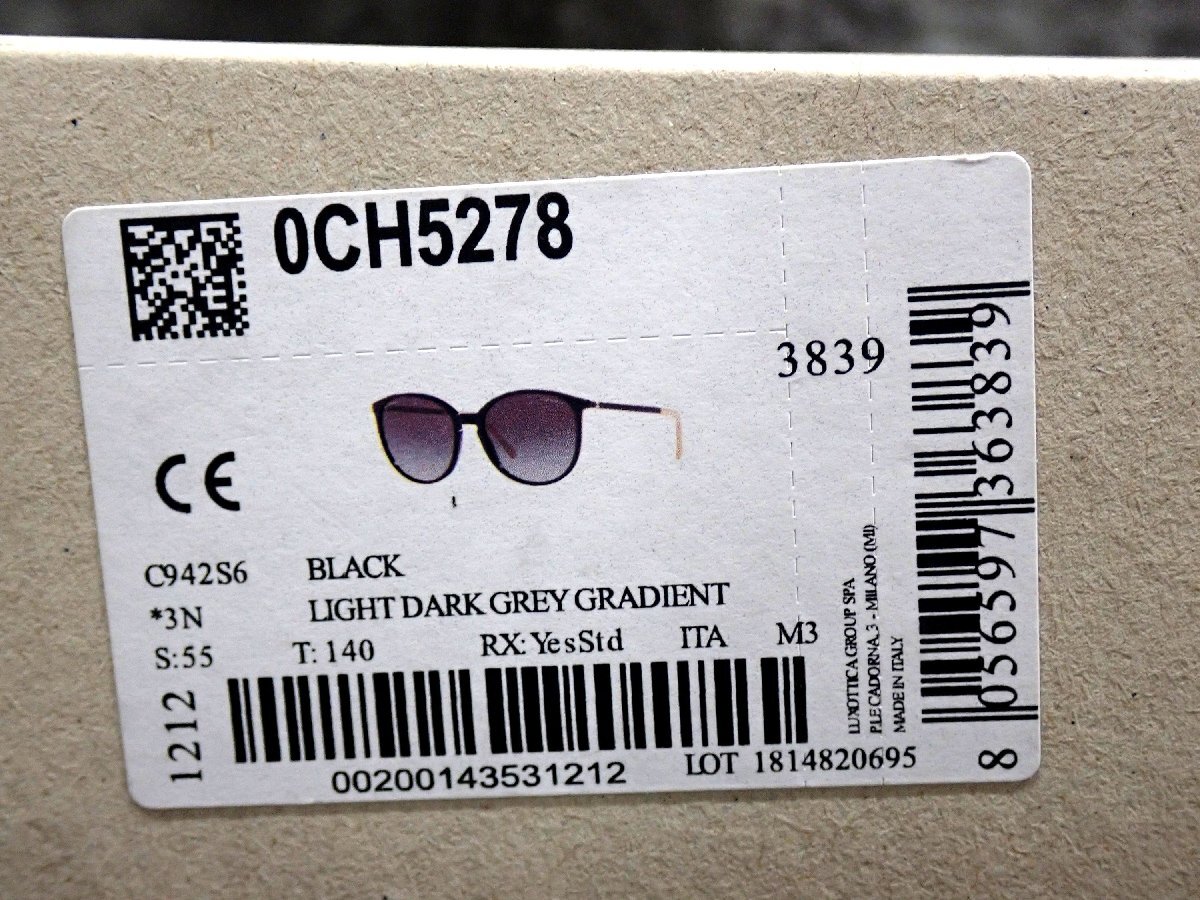 0CH5278
3839
CE
C942S6 BLACK
*3N LIGHT DARK GREY GRADIENT
S:55 T: 140 RX: YesStd ITA M3
1212
00200143531212
LOT 1814820695
LUXOTTICA GROUP SPA
P.LE CADORNA, 3 - MILANO (MI)
MADE IN ITALY
8 056597 363839